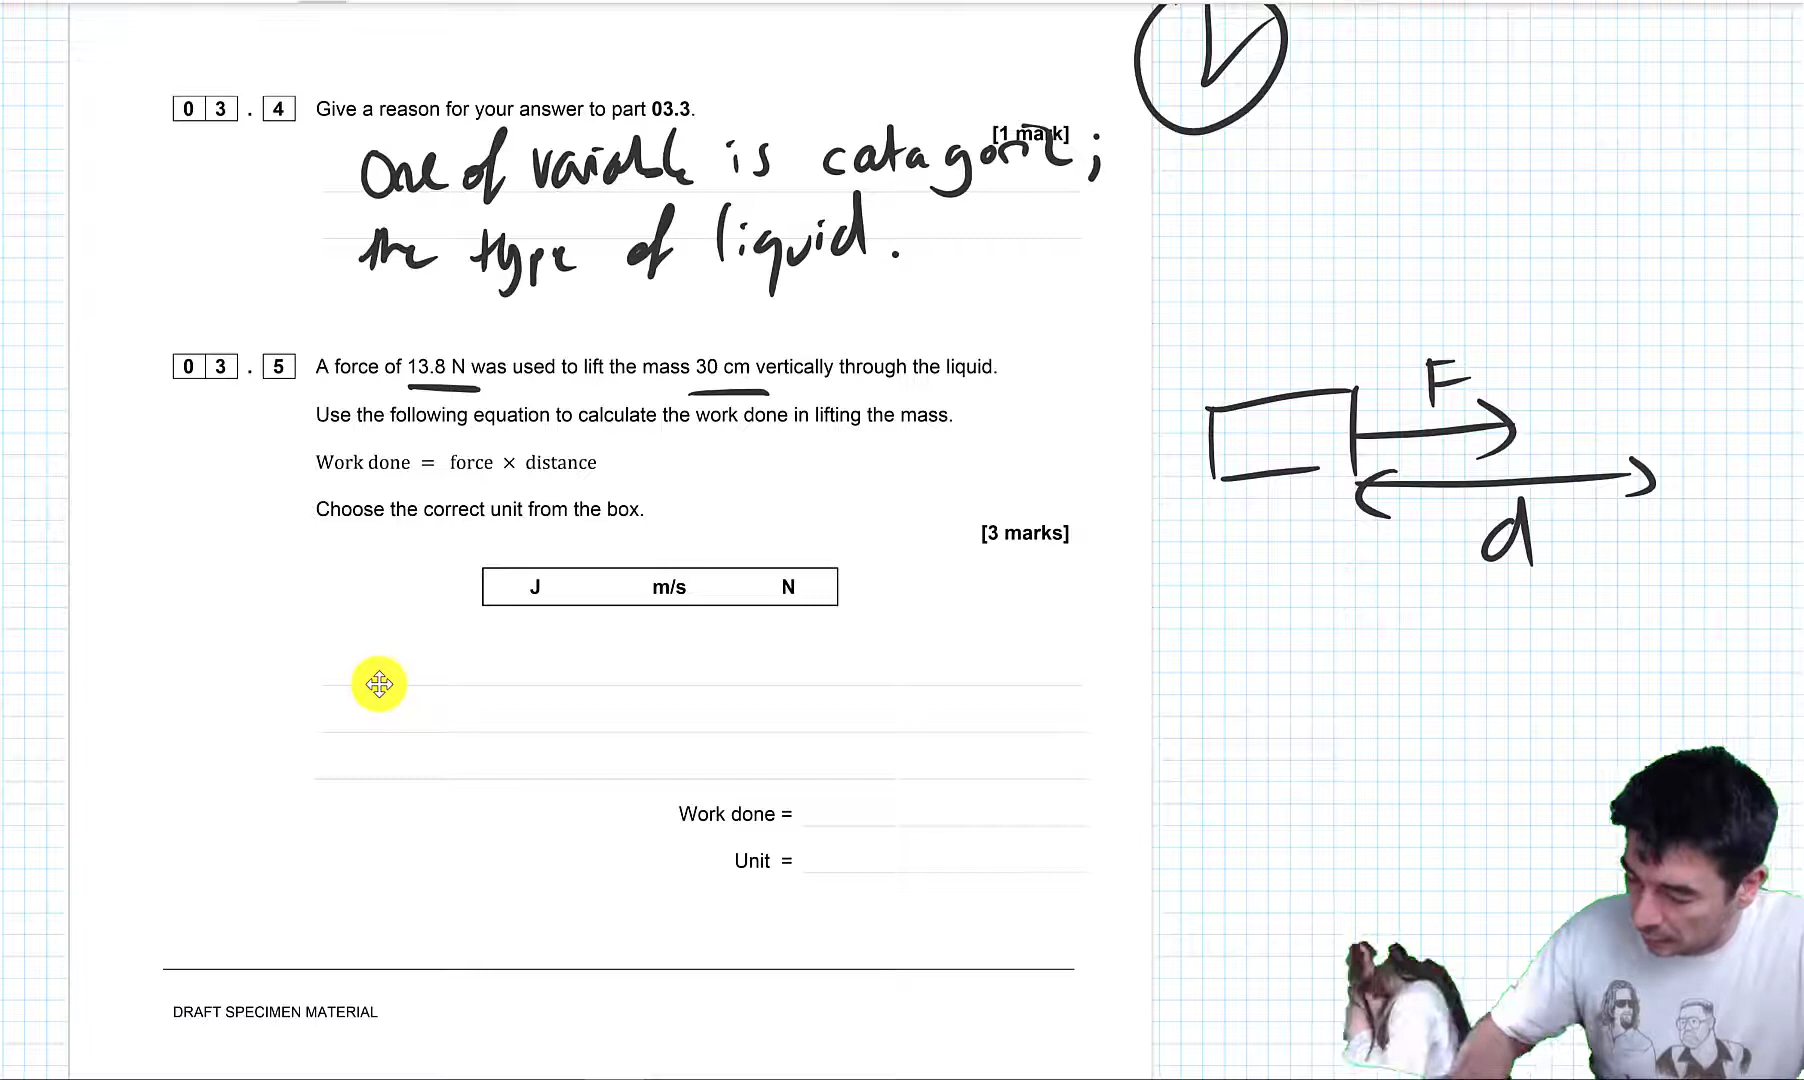 0 3 . 4 Give a reason for your answer to part 03.3.
[1 mark]
One of variable is catagoric;
the type of liquid.
0 3 . 5 A force of 13.8 N was used to lift the mass 30 cm vertically through the liquid.
Use the following equation to calculate the work done in lifting the mass.
Work done = force × distance
Choose the correct unit from the box.
[3 marks]
J m/s N
Work done =
Unit =
DRAFT SPECIMEN MATERIAL
F
d